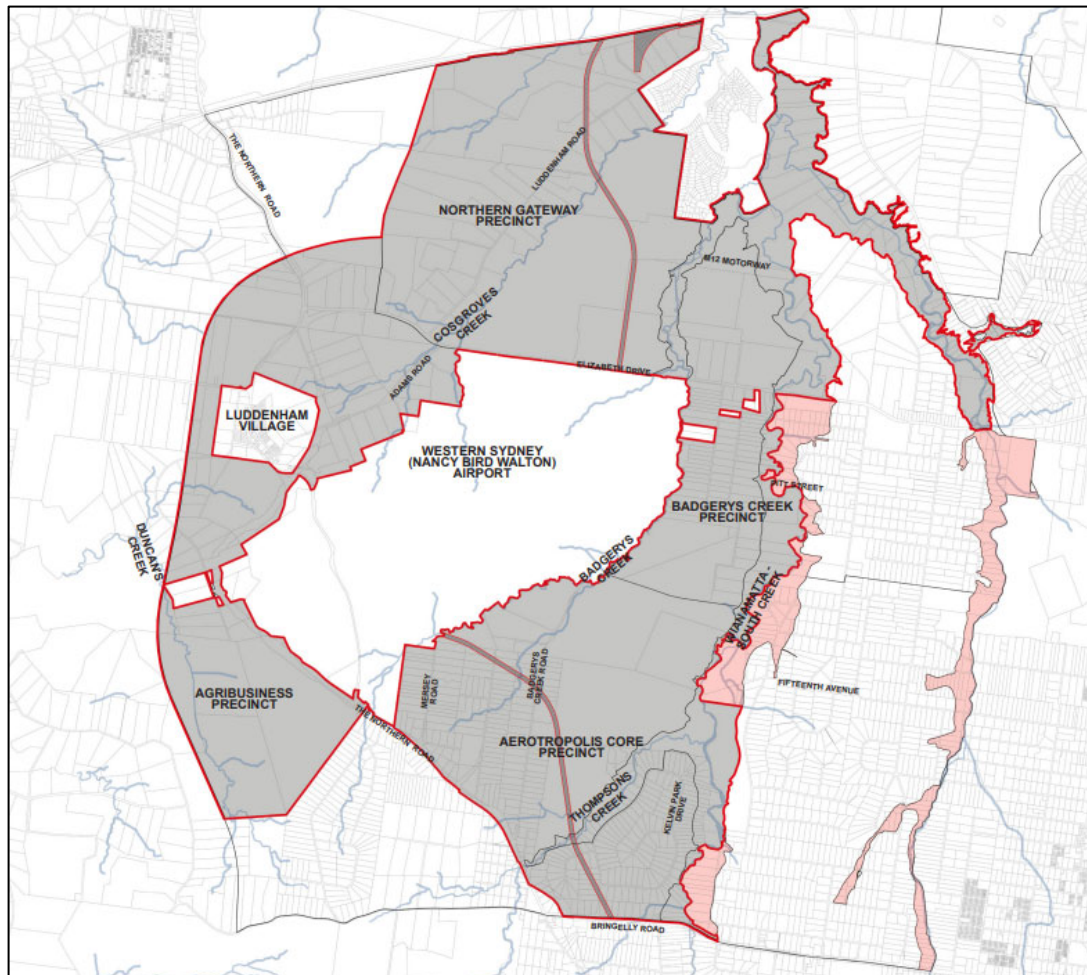 THE NORTHERN ROAD
LUDDENHAM ROAD
NORTHERN GATEWAY
PRECINCT
M12 MOTORWAY
COSGROVES
CREEK
ELIZABETH DRIVE
ADAMS ROAD
LUDDENHAM
VILLAGE
WESTERN SYDNEY
(NANCY BIRD WALTON)
AIRPORT
PITT STREET
BADGERYS CREEK
PRECINCT
DUNCAN'S
CREEK
BADGERYS
CREEK
WIANAMATTA -
SOUTH CREEK
FIFTEENTH AVENUE
AGRIBUSINESS
PRECINCT
MERSEY
ROAD
BADGERYS
CREEK ROAD
THE NORTHERN ROAD
AEROTROPOLIS CORE
PRECINCT
THOMPSONS
CREEK
KELVIN PARK
DRIVE
BRINGELLY ROAD